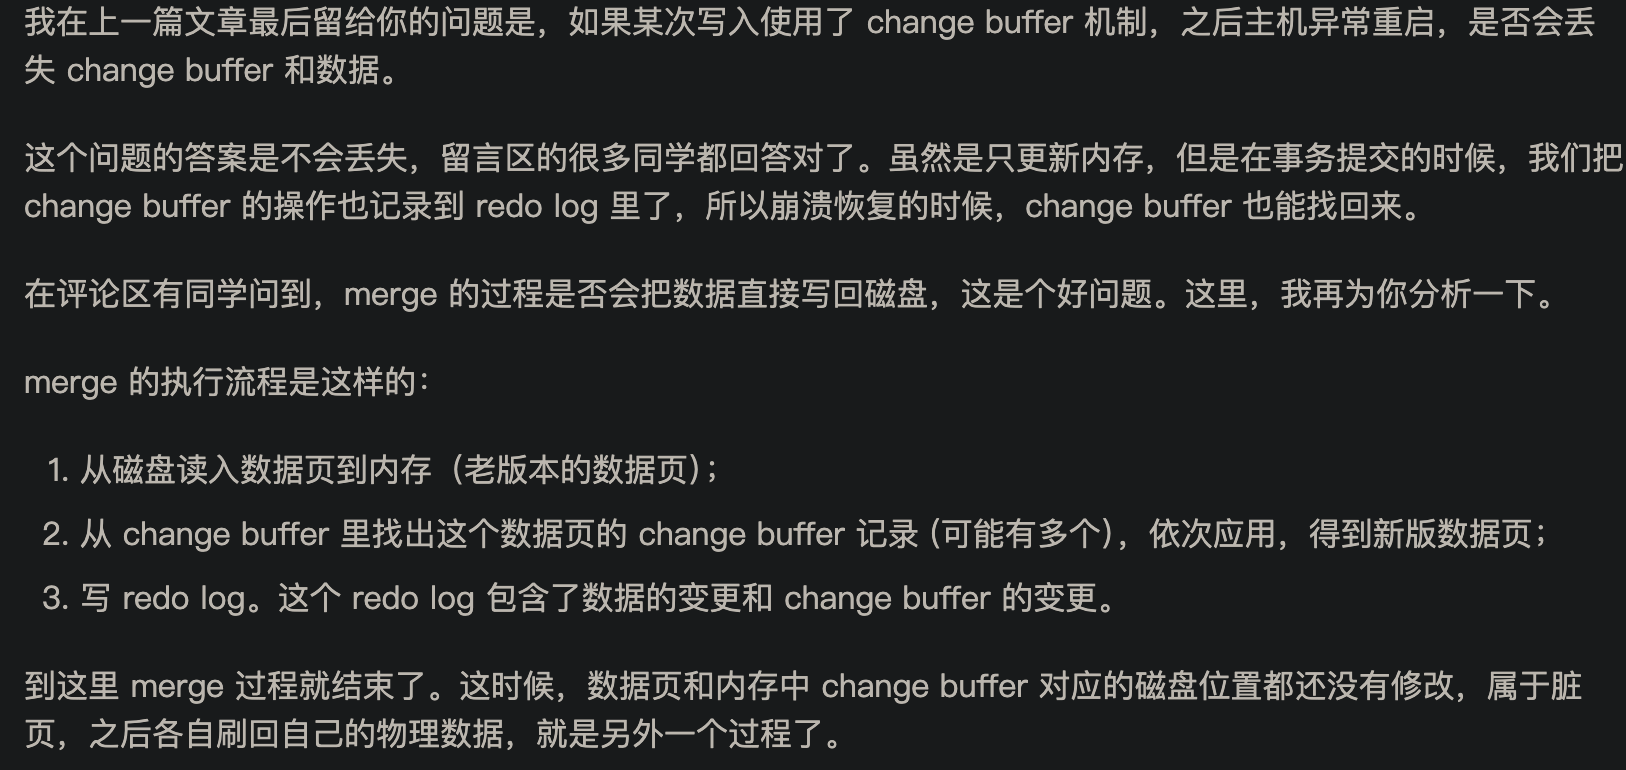 我在上一篇文章最后留给你的问题是，如果某次写入使用了 change buffer 机制，之后主机异常重启，是否会丢
失 change buffer 和数据。
这个问题的答案是不会丢失，留言区的很多同学都回答对了。虽然是只更新内存，但是在事务提交的时候，我们把
change buffer 的操作也记录到 redo log 里了，所以崩溃恢复的时候，change buffer 也能找回来。
在评论区有同学问到，merge 的过程是否会把数据直接写回磁盘，这是个好问题。这里，我再为你分析一下。
merge 的执行流程是这样的：
1. 从磁盘读入数据页到内存（老版本的数据页）；
2. 从 change buffer 里找出这个数据页的 change buffer 记录 (可能有多个），依次应用，得到新版数据页；
3. 写 redo log。这个 redo log 包含了数据的变更和 change buffer 的变更。
到这里 merge 过程就结束了。这时候，数据页和内存中 change buffer 对应的磁盘位置都还没有修改，属于脏
页，之后各自刷回自己的物理数据，就是另外一个过程了。